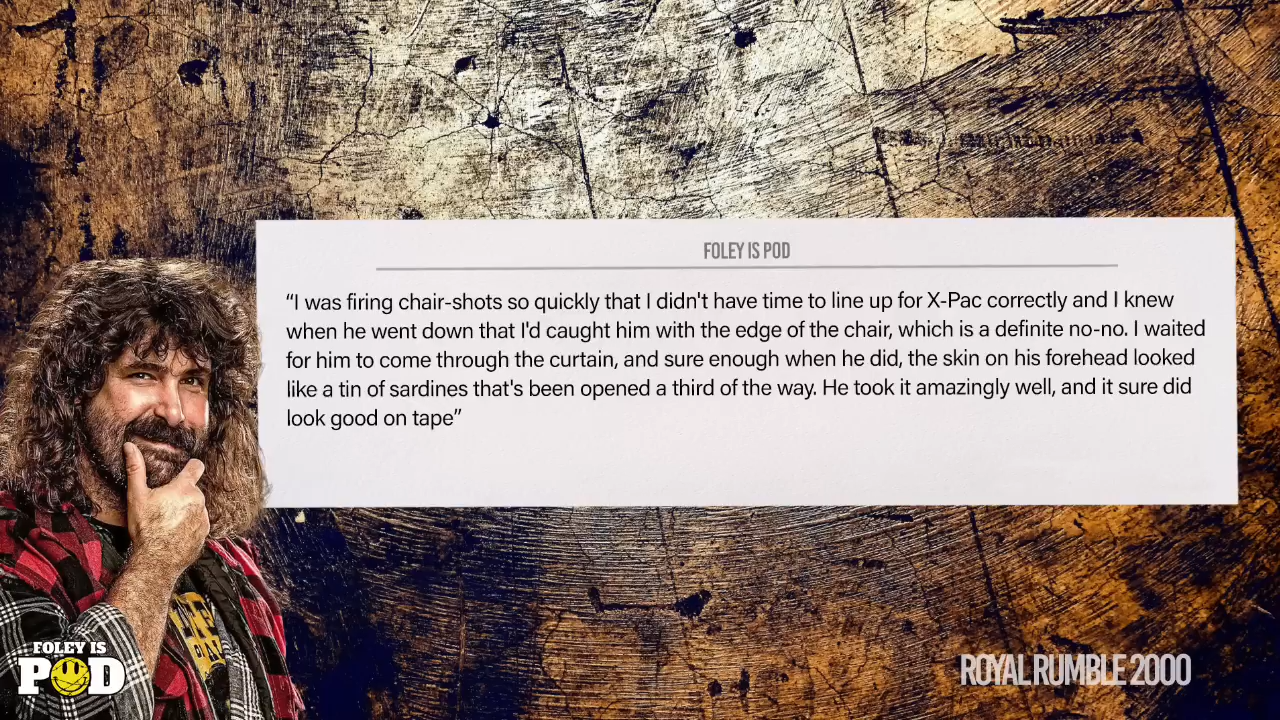 FOLEY IS POD
“I was firing chair-shots so quickly that I didn't have time to line up for X-Pac correctly and I knew
when he went down that I'd caught him with the edge of the chair, which is a definite no-no. I waited
for him to come through the curtain, and sure enough when he did, the skin on his forehead looked
like a tin of sardines that's been opened a third of the way. He took it amazingly well, and it sure did
look good on tape”
FOLEY IS
POD
ROYAL RUMBLE 2000